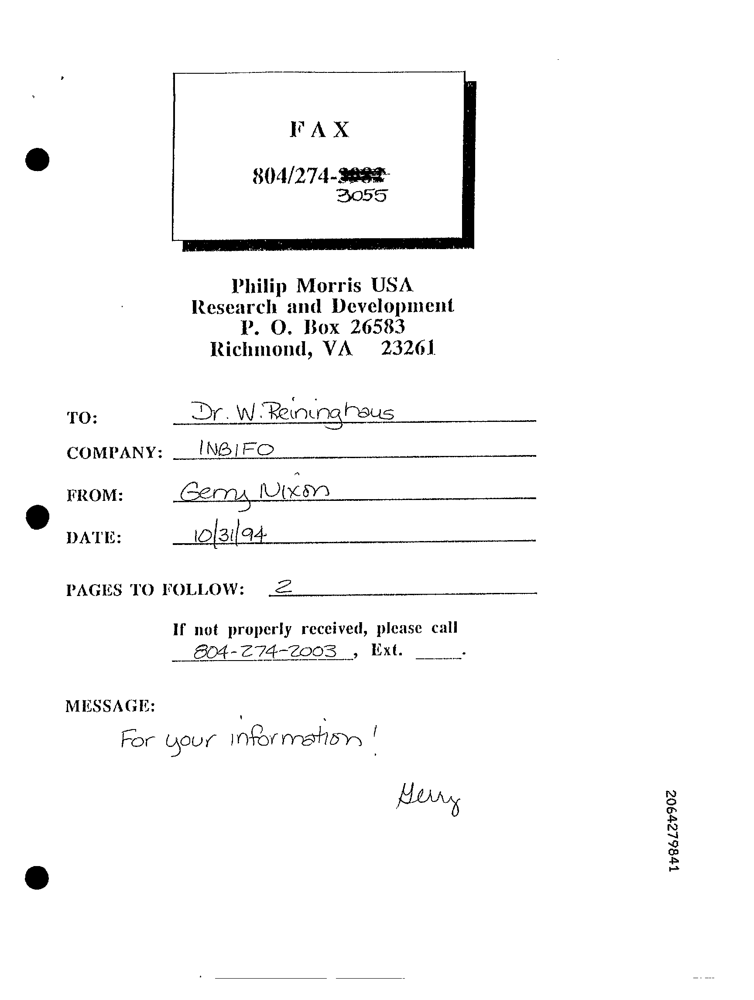 FAX
804/274-
3055
Philip Morris USA
Research and Development
P. O. Box 26583
Richmond, VA 23261
TO: Dr. W. Reininghaus
COMPANY: INBIFO
FROM: Gerry Nixon
DATE: 10/31/94
PAGES TO FOLLOW: 2
If not properly received, please call
804-274-2003, Ext. ____.
MESSAGE:
For your information!
Gerry
2064279841